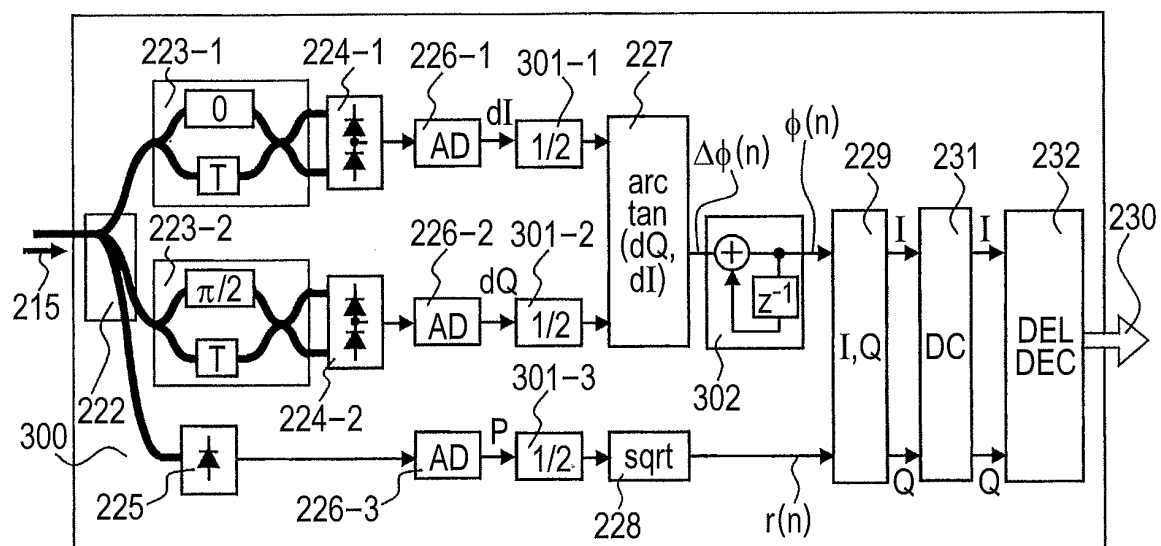 223-1
224-1
226-1
301-1
227
0
T
AD
dI
1/2
arc
tan
(dQ,
dI)
Δϕ(n)
ϕ(n)
229
231
232
230
I
I
215
222
223-2
π/2
T
224-2
226-2
AD
dQ
301-2
1/2
z⁻¹
302
I,Q
DC
DEL
DEC
300
225
226-3
AD
P
301-3
1/2
sqrt
228
r(n)
Q
Q